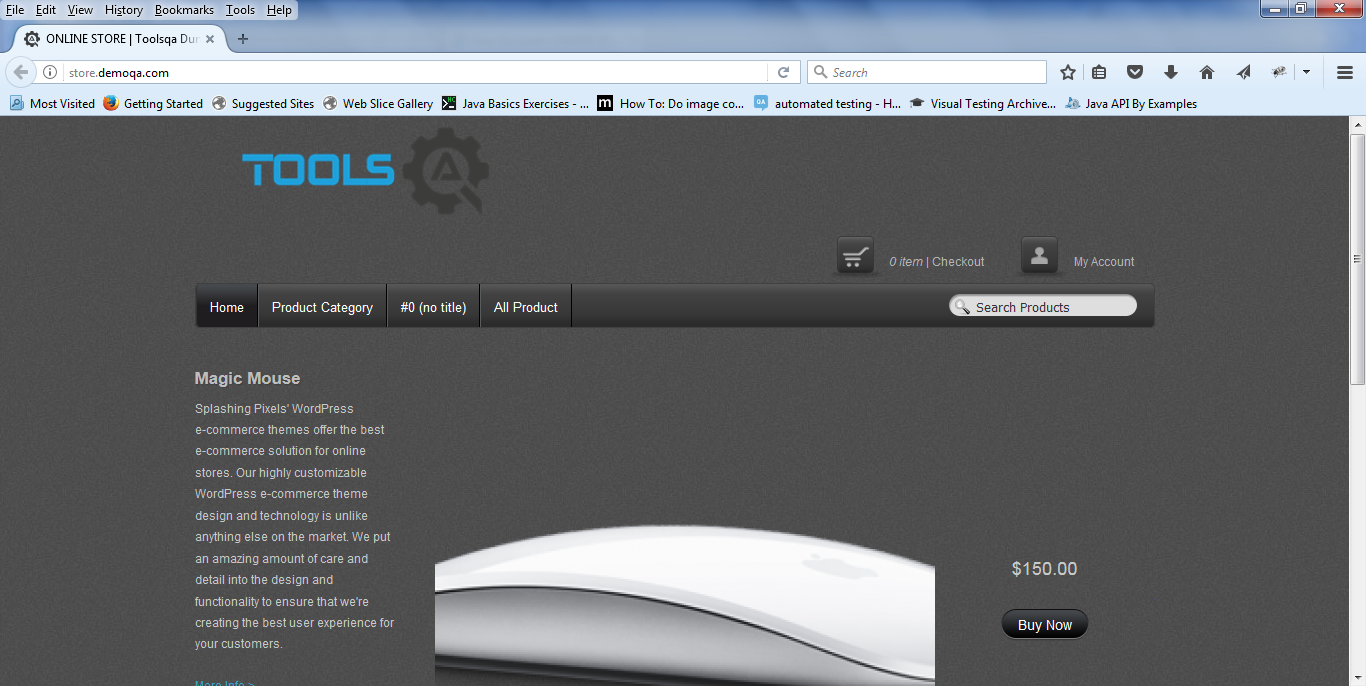 File Edit View History Bookmarks Tools Help
ONLINE STORE | Toolsqa Du
store.demoqa.com
Search
Most Visited Getting Started Suggested Sites Web Slice Gallery Java Basics Exercises - ... How To: Do image co... automated testing - H... Visual Testing Archive... Java API By Examples
TOOLS QA
0 item | Checkout My Account
Home Product Category #0 (no title) All Product Search Products
Magic Mouse
Splashing Pixels' WordPress
e-commerce themes offer the best
e-commerce solution for online
stores. Our highly customizable
WordPress e-commerce theme
design and technology is unlike
anything else on the market. We put
an amazing amount of care and
detail into the design and
functionality to ensure that we're
creating the best user experience for
your customers.
$150.00
Buy Now
More Info >